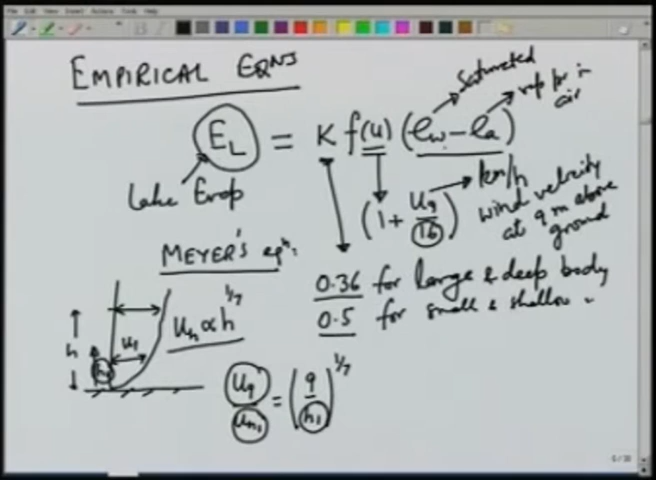 EMPIRICAL EQNS
Saturated
vap pr in air
E_L = K f(u) (e_w - e_a)
Lake Evap
(1 + u_9/16)
km/h
wind velocity
at 9 m above
ground
MEYER'S eqn.
0.36 for large & deep body
0.5 for small & shallow "
u_h ∝ h^1/7
h
u_1
h_1
u_9/u_h1 = (9/h_1)^1/7